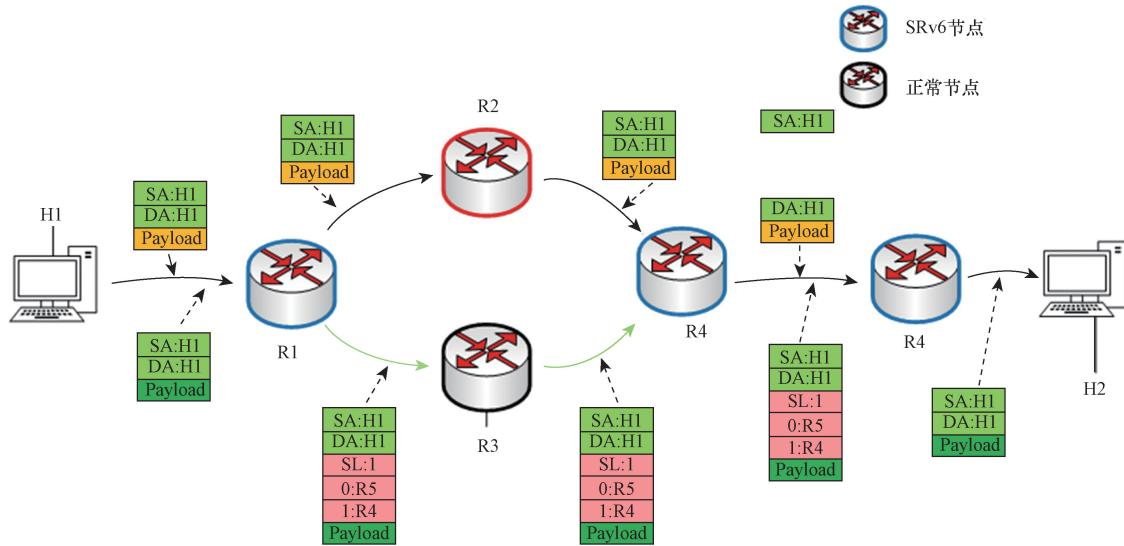 SRv6节点
正常节点
R2
SA:H1
DA:H1
Payload
SA:H1
DA:H1
Payload
SA:H1
H1
SA:H1
DA:H1
Payload
DA:H1
Payload
R1
R4
R4
H2
SA:H1
DA:H1
Payload
R3
SA:H1
DA:H1
SL:1
0:R5
1:R4
Payload
SA:H1
DA:H1
SL:1
0:R5
1:R4
Payload
SA:H1
DA:H1
SL:1
0:R5
1:R4
Payload
SA:H1
DA:H1
Payload